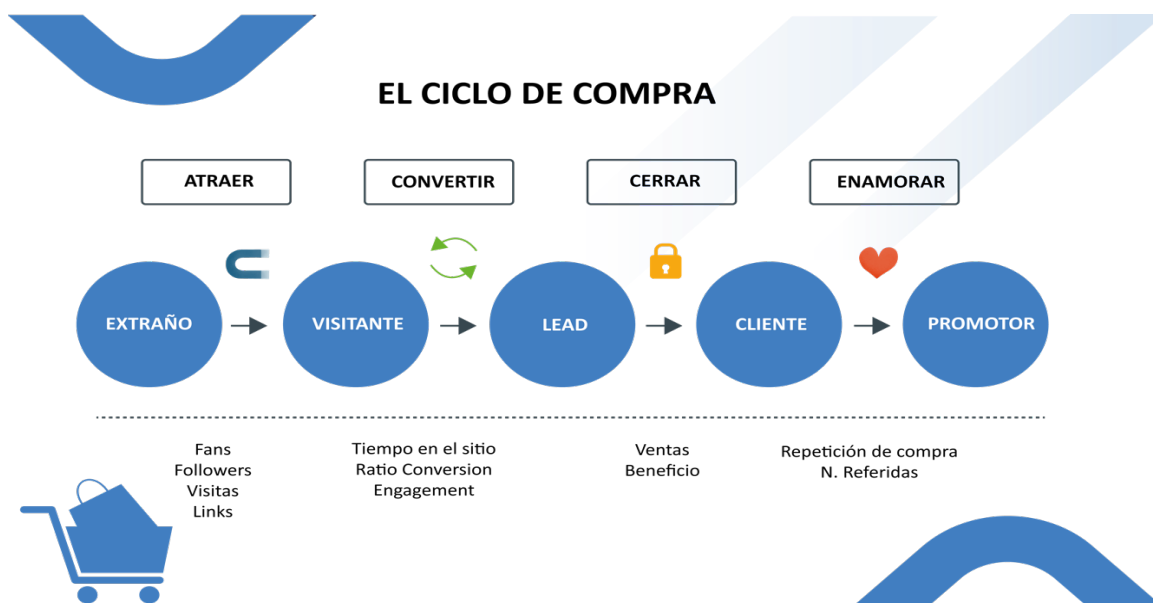 EL CICLO DE COMPRA
ATRAER
CONVERTIR
CERRAR
ENAMORAR
EXTRAÑO
VISITANTE
LEAD
CLIENTE
PROMOTOR
Fans
Followers
Visitas
Links
Tiempo en el sitio
Ratio Conversion
Engagement
Ventas
Beneficio
Repetición de compra
N. Referidas